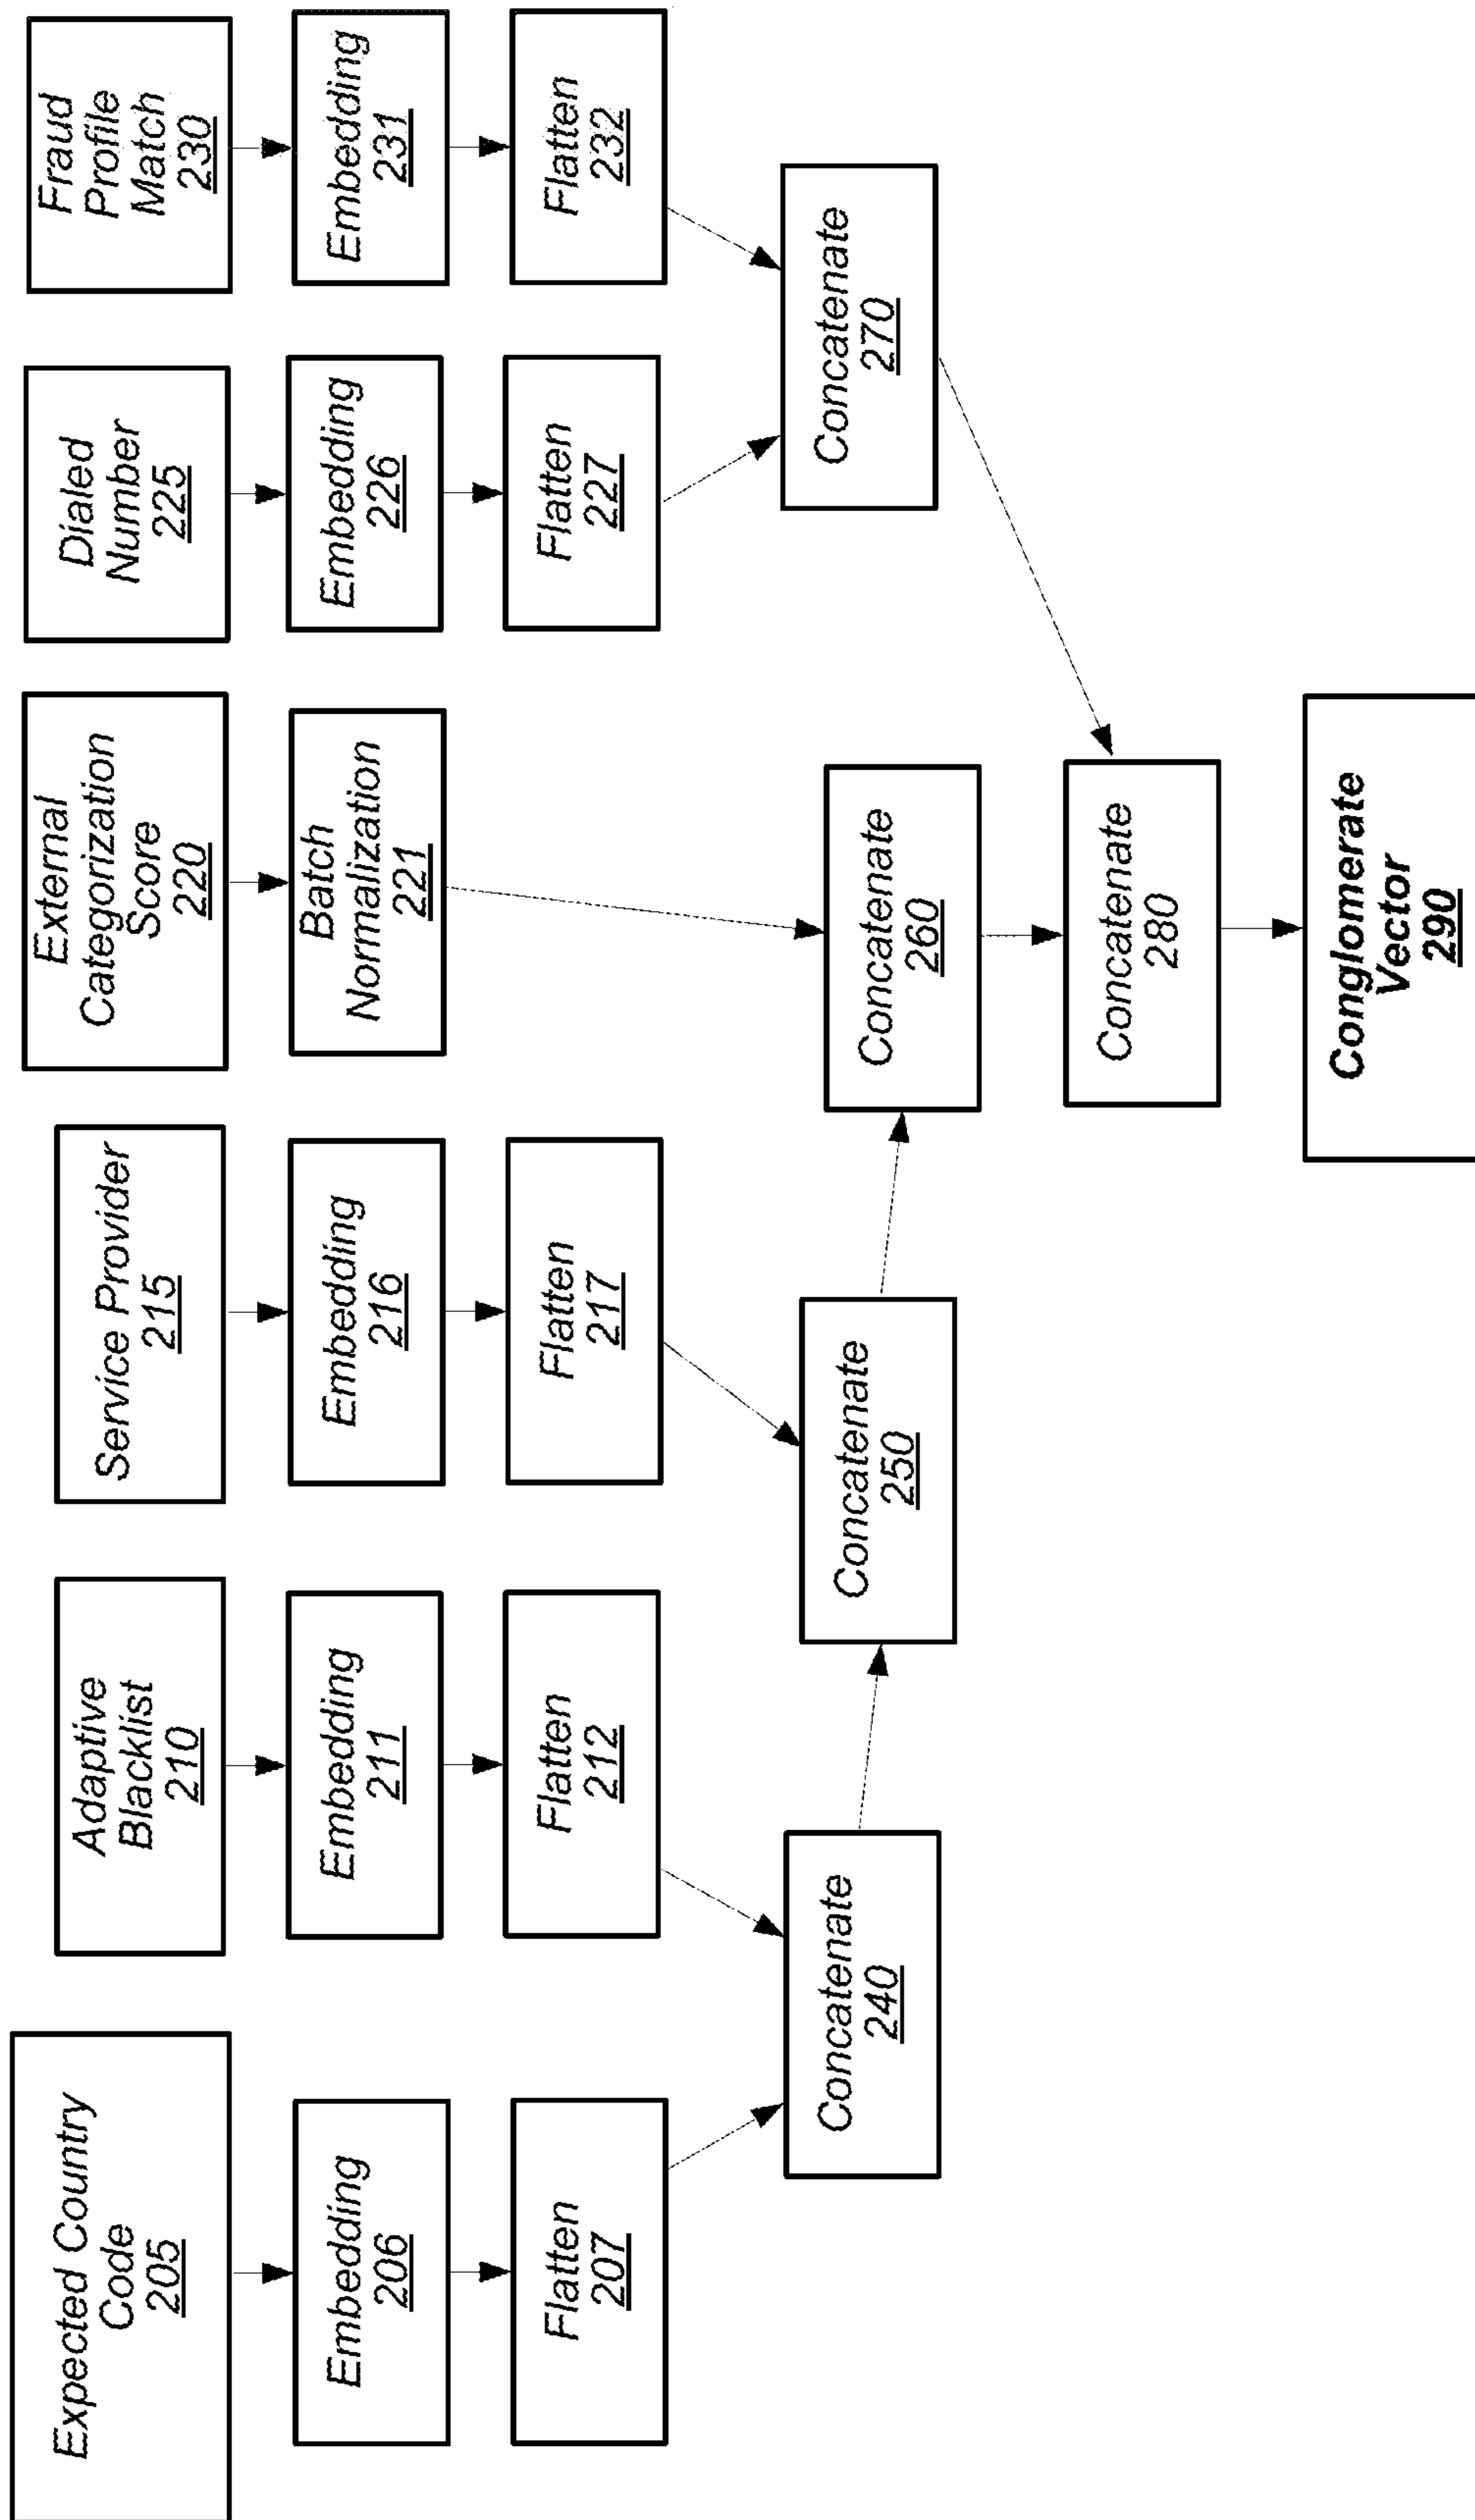 Expected Country
Code
205
Adaptive
Blacklist
210
Service Provider
215
External
Categorization
Score
220
Dialed
Number
225
Fraud
Profile
Match
230
Embedding
206
Embedding
211
Embedding
216
Batch
Normalization
221
Embedding
226
Embedding
231
Flatten
207
Flatten
212
Flatten
217
Flatten
227
Flatten
232
Concatenate
240
Concatenate
250
Concatenate
260
Concatenate
270
Concatenate
280
Conglomerate
Vector
290